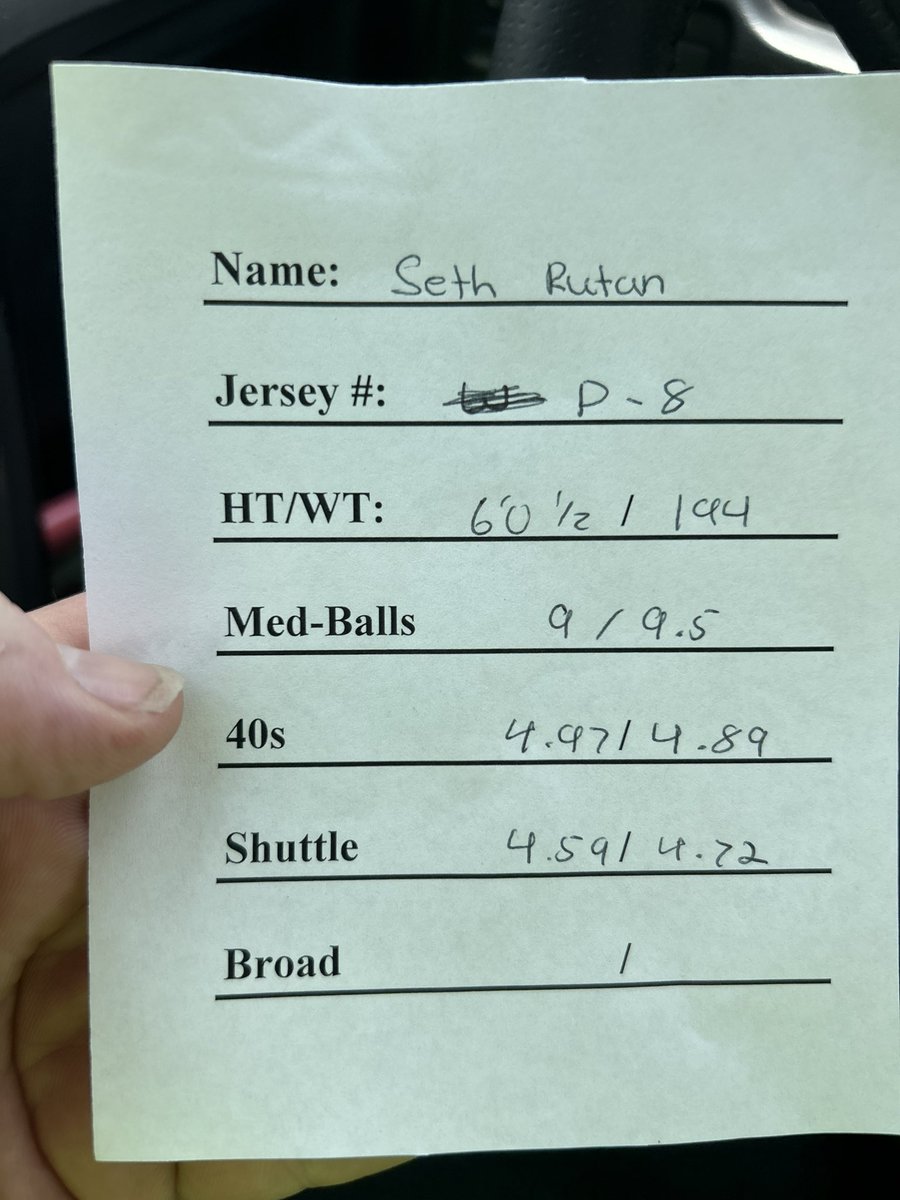 Name: Seth Rutan
Jersey #: D-8
HT/WT: 6'0 1/2 / 194
Med-Balls 9 / 9.5
40s 4.97 / 4.89
Shuttle 4.59 / 4.72
Broad /